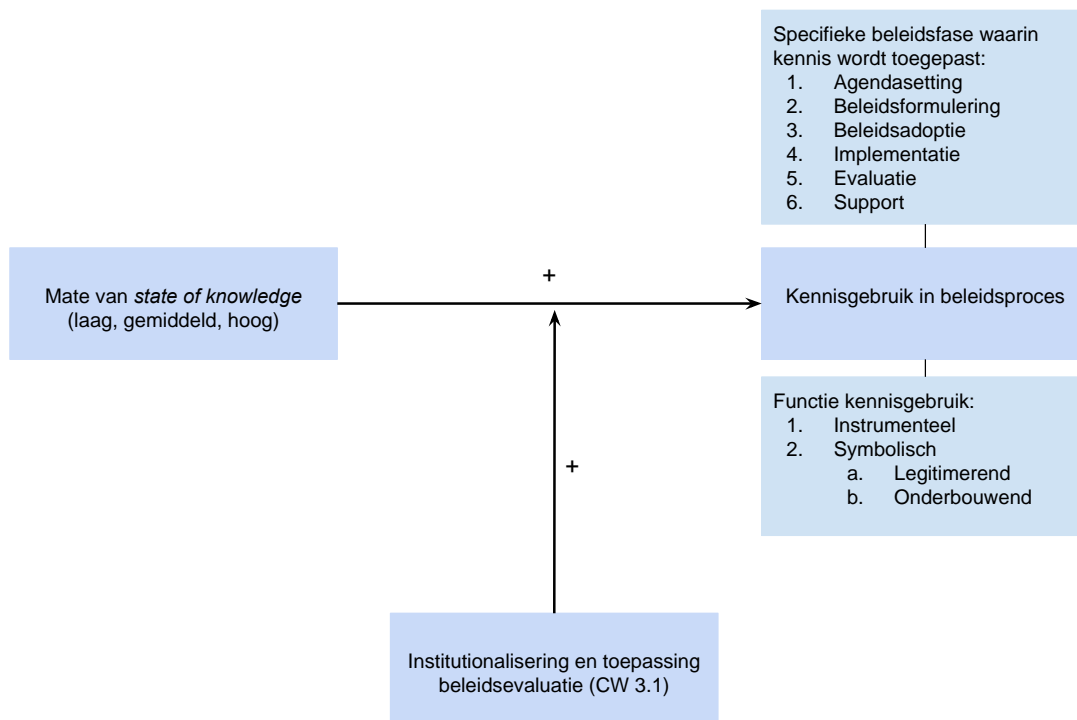 Specifieke beleidsfase waarin
kennis wordt toegepast:
1. Agendasetting
2. Beleidsformulering
3. Beleidsadoptie
4. Implementatie
5. Evaluatie
6. Support
Mate van state of knowledge
(laag, gemiddeld, hoog)
+
Kennisgebruik in beleidsproces
Functie kennisgebruik:
1. Instrumenteel
2. Symbolisch
a. Legitimerend
b. Onderbouwend
+
Institutionalisering en toepassing
beleidsevaluatie (CW 3.1)